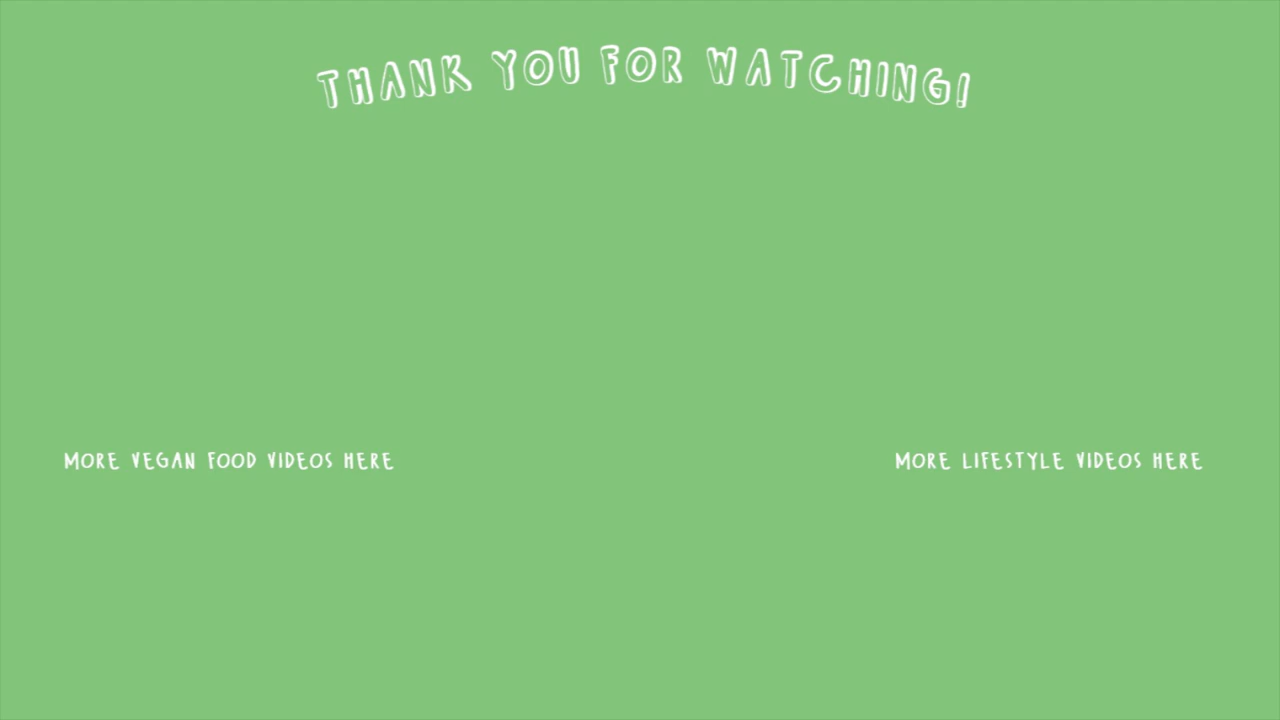 THANK YOU FOR WATCHING!
MORE VEGAN FOOD VIDEOS HERE
MORE LIFESTYLE VIDEOS HERE